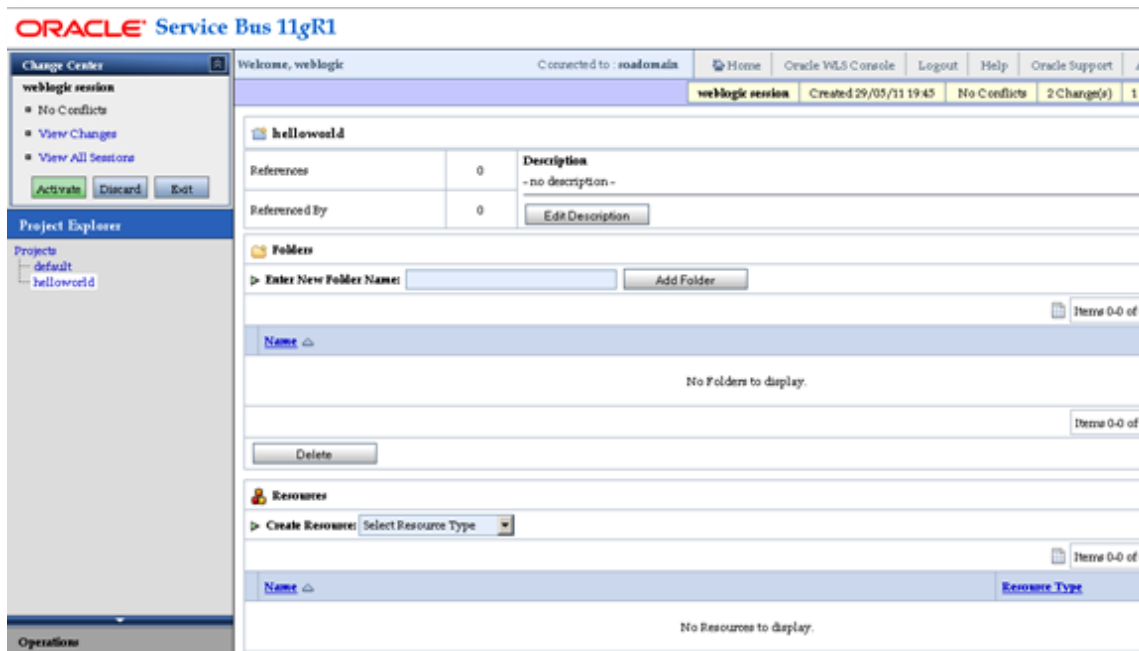 ORACLE Service Bus 11gR1
Change Center
weblogic session
No Conflicts
View Changes
View All Sessions
Activate Discard Exit
Project Explorer
Projects
default
helloworld
Operations
Welcome, weblogic Connected to : soadomain Home Oracle WLS Console Logout Help Oracle Support
weblogic session Created 29/05/11 19:45 No Conflicts 2 Change(s) 1
helloworld
References 0
Description
- no description -
Referenced By 0
Edit Description
Folders
Enter New Folder Name: Add Folder
Items 0-0 of
Name
No Folders to display.
Items 0-0 of
Delete
Resources
Create Resource: Select Resource Type
Items 0-0 of
Name Resource Type
No Resources to display.